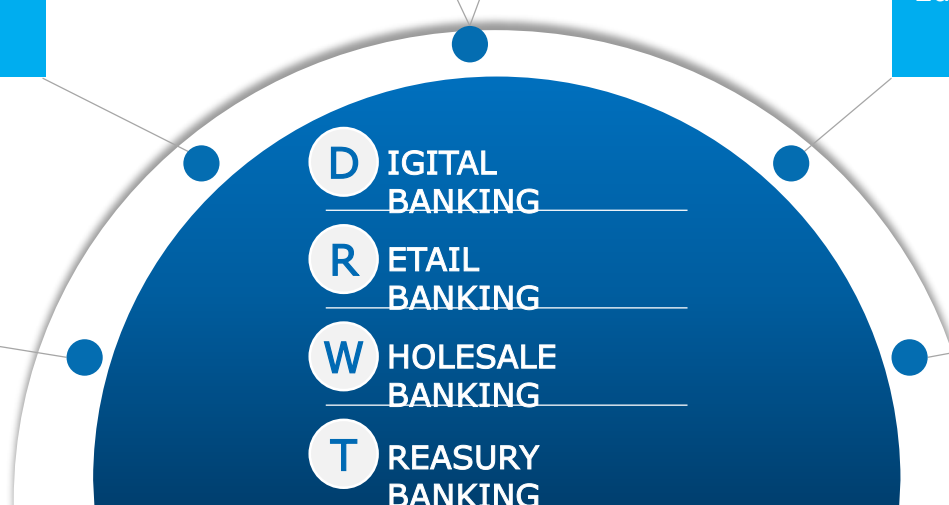 D IGITAL
BANKING
R ETAIL
BANKING
W HOLESALE
BANKING
T REASURY
BANKING